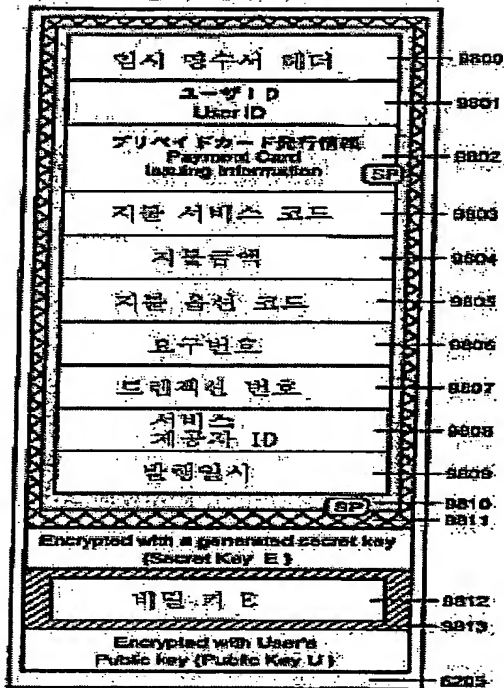 임시 영수서 헤더 9800
ユーザID 9801
User ID
プリペイドカード発行情報 9802
Payment Card
Issuing Information
SP
지불 서비스 코드 9803
지불금액 9804
지불 옵션 코드 9805
요구번호 9806
트랜잭션 번호 9807
서비스 9808
제공자 ID
발행일시 9809
SP 9810
9811
Encrypted with a generated secret key
{Secret Key E}
비밀 키 E 9812
9813
Encrypted with User's
Public key {Public Key U}
6203